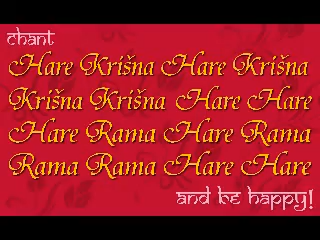 Chant
Hare Krišna Hare Krišna
Krišna Krišna Hare Hare
Hare Rama Hare Rama
Rama Rama Hare Hare
and be happy!